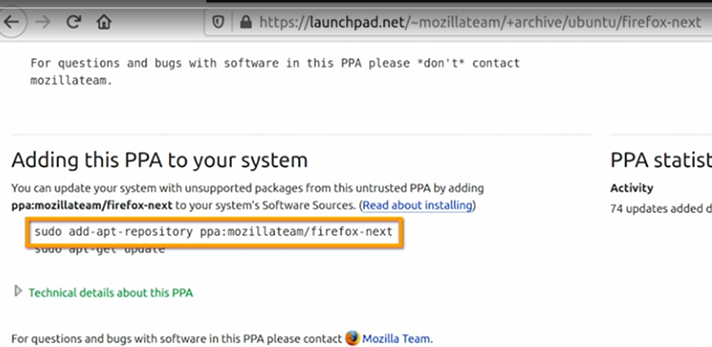 https://launchpad.net/~mozillateam/+archive/ubuntu/firefox-next
For questions and bugs with software in this PPA please *don't* contact
mozillateam.
Adding this PPA to your system
You can update your system with unsupported packages from this untrusted PPA by adding
ppa:mozillateam/firefox-next to your system's Software Sources. (Read about installing)
sudo add-apt-repository ppa:mozillateam/firefox-next
sudo apt-get update
Technical details about this PPA
For questions and bugs with software in this PPA please contact Mozilla Team.
PPA statist
Activity
74 updates added d